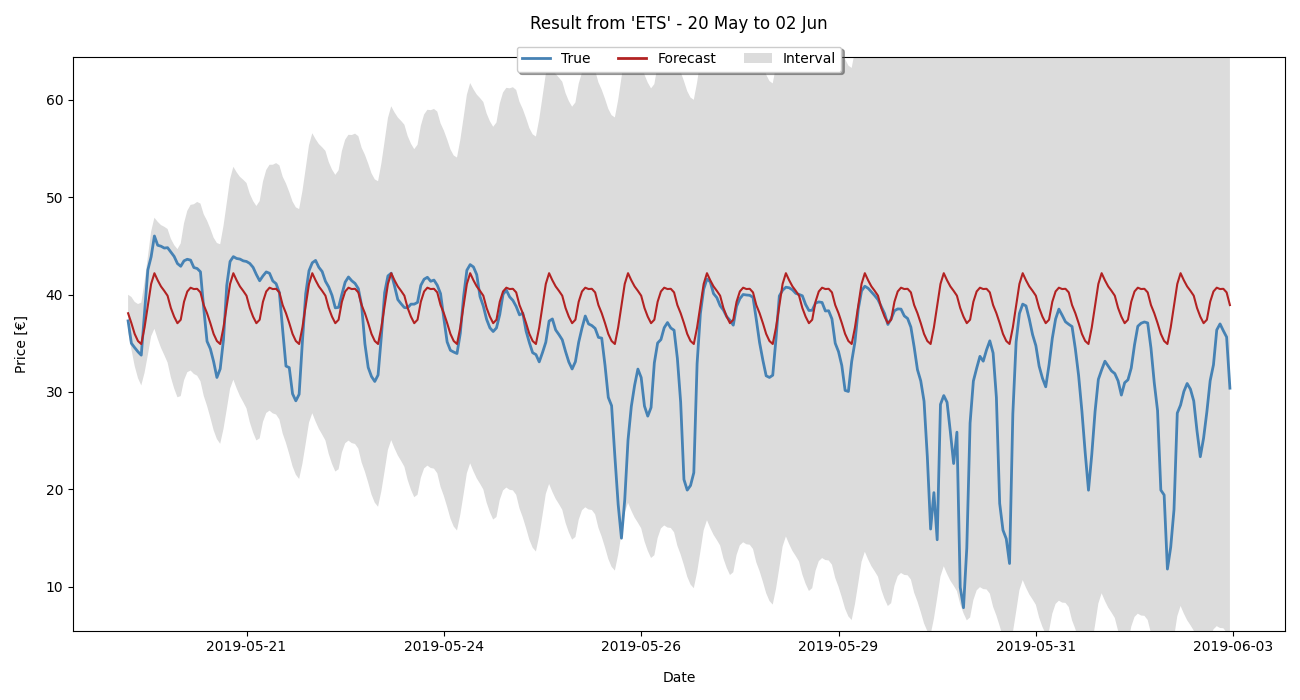 Result from 'ETS' - 20 May to 02 Jun
True Forecast Interval
60
50
40
30
20
10
Price [€]
2019-05-21 2019-05-24 2019-05-26 2019-05-29 2019-05-31 2019-06-03
Date